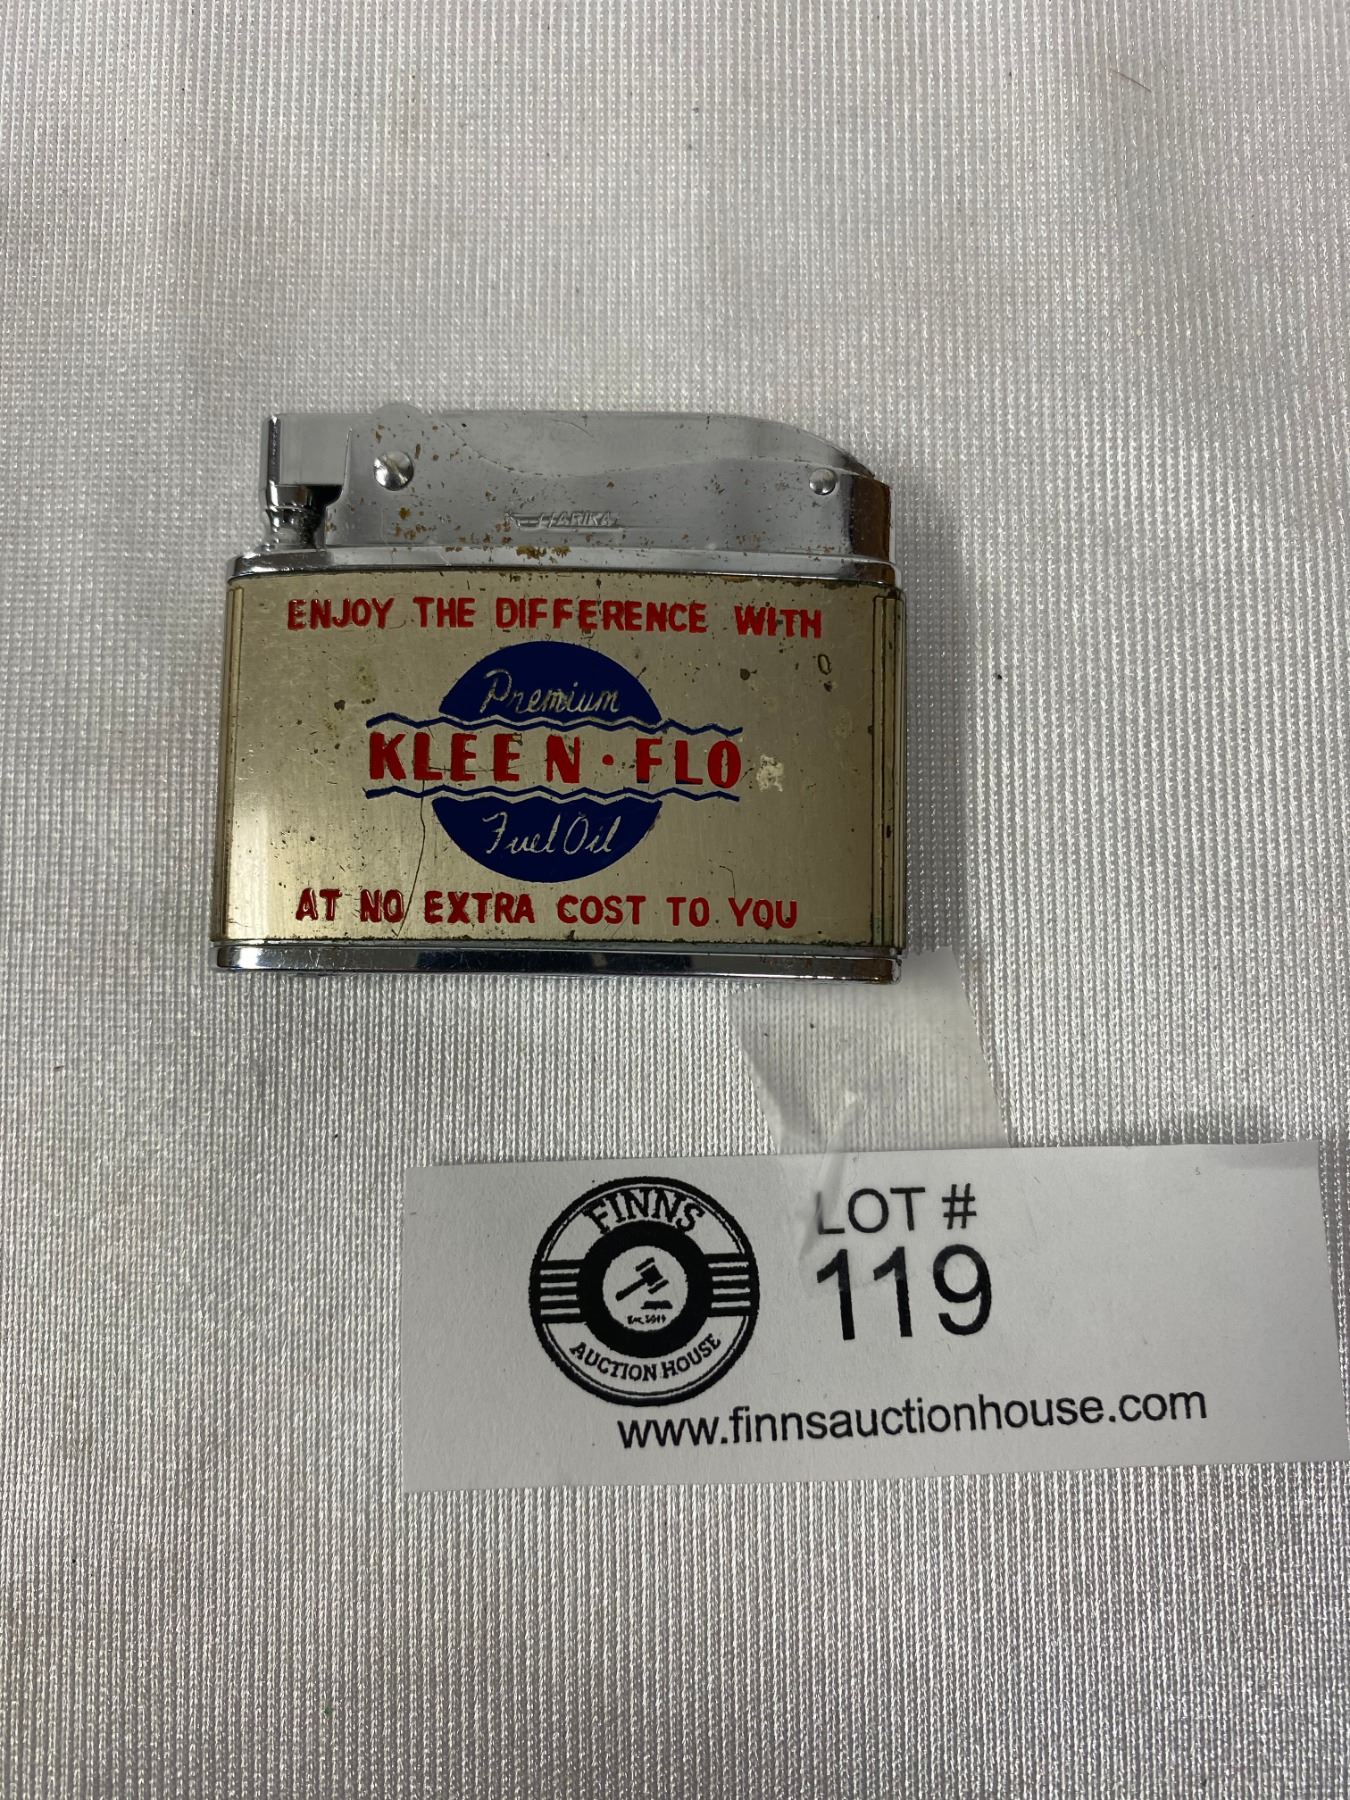 ENJOY THE DIFFERENCE WITH
Premium
KLEEN·FLO
Fuel Oil
AT NO EXTRA COST TO YOU
FINNS
AUCTION HOUSE
LOT #
119
www.finnsauctionhouse.com